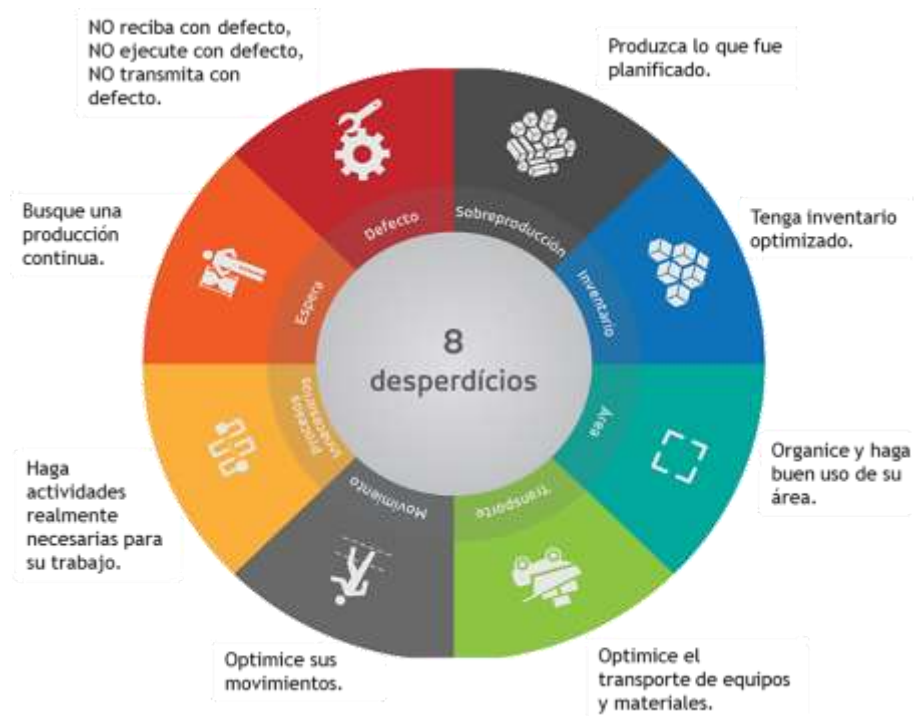 NO reciba con defecto,
NO ejecute con defecto,
NO transmita con
defecto.
Produzca lo que fue
planificado.
Busque una
producción
continua.
Tenga inventario
optimizado.
Defecto
Sobreproducción
Espera
Inventario
8
desperdícios
Procesos
innecesarios
Área
Movimiento
Transporte
Haga
actividades
realmente
necesarias para
su trabajo.
Organice y haga
buen uso de su
área.
Optimice sus
movimientos.
Optimice el
transporte de equipos
y materiales.